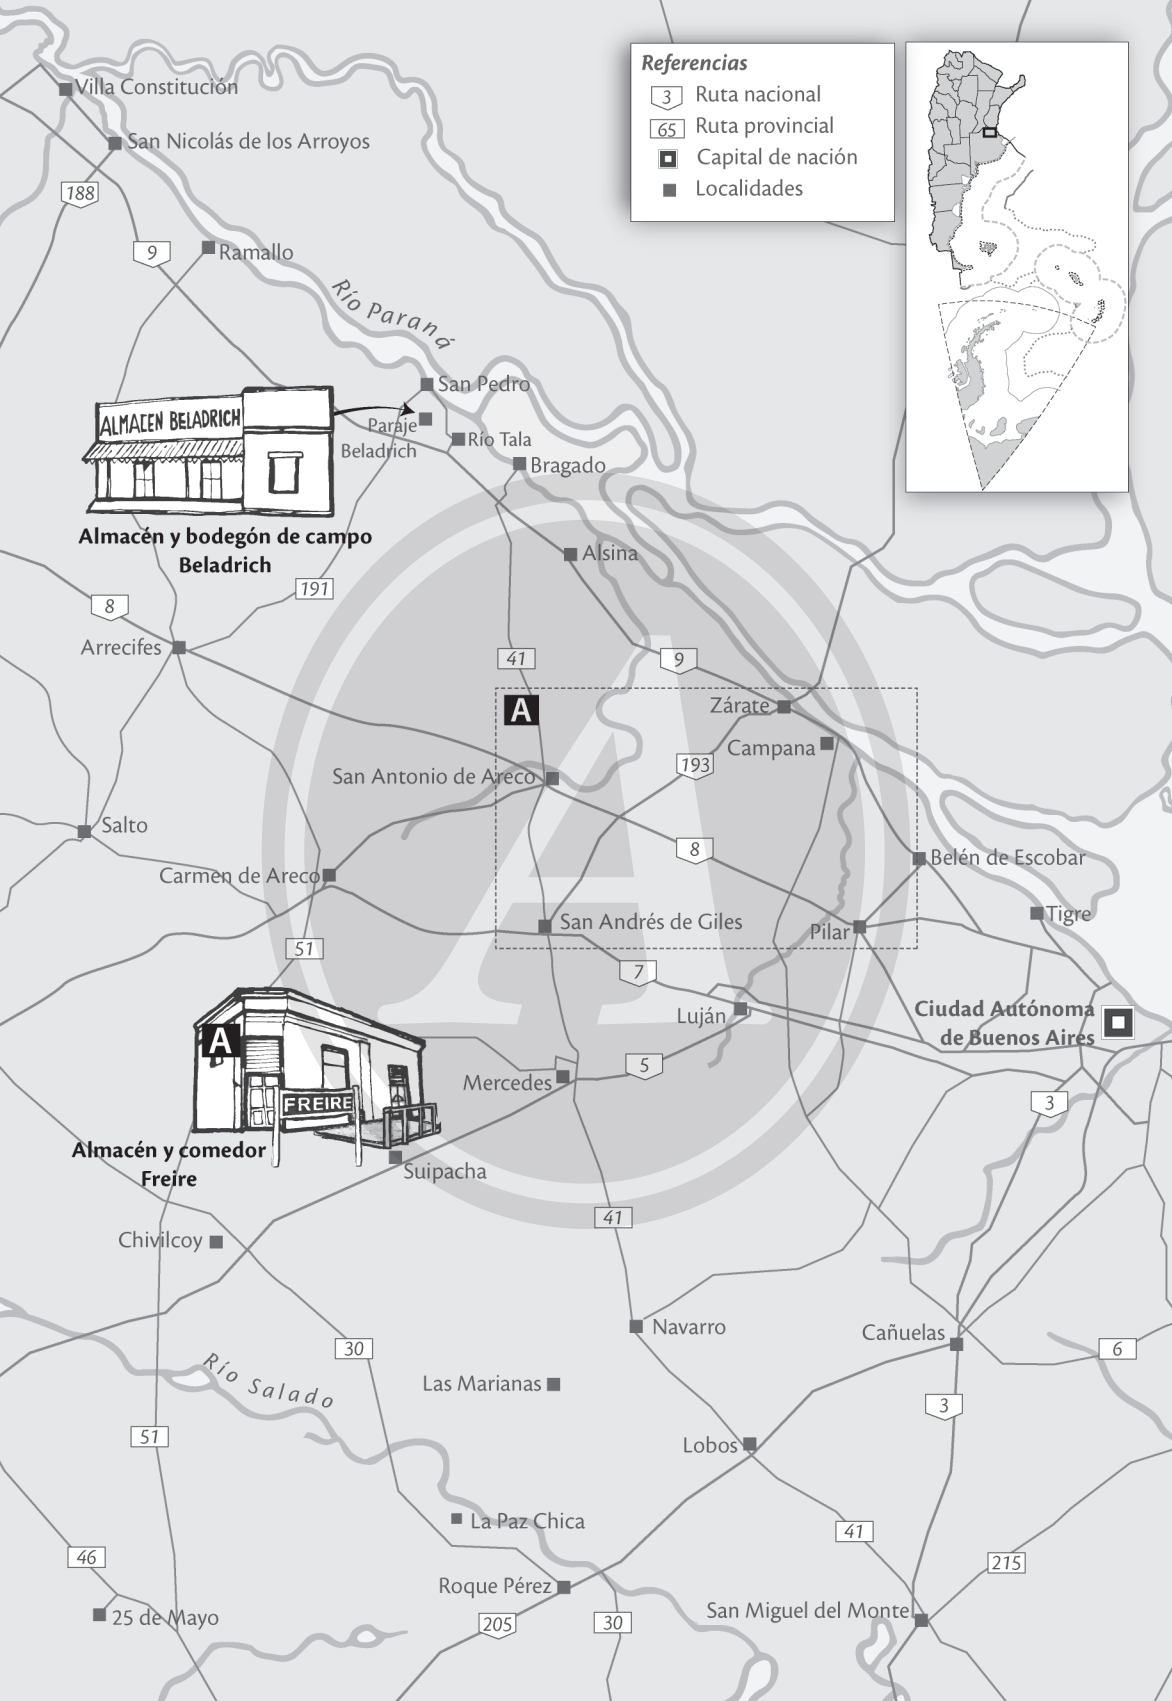 Referencias
3 Ruta nacional
65 Ruta provincial
Capital de nación
Localidades
Villa Constitución
San Nicolás de los Arroyos
188
9
Ramallo
Río Paraná
San Pedro
ALMACEN BELADRICH
Paraje
Beladrich
Río Tala
Bragado
Almacén y bodegón de campo
Beladrich
Alsina
191
8
Arrecifes
41
9
A
Zárate
Campana
193
San Antonio de Areco
Salto
8
Belén de Escobar
Carmen de Areco
Tigre
San Andrés de Giles
Pilar
51
7
Luján
Ciudad Autónoma
de Buenos Aires
A
5
Mercedes
FREIRE
3
Almacén y comedor
Freire
Suipacha
41
Chivilcoy
Navarro
Cañuelas
30
6
Río Salado
Las Marianas
3
51
Lobos
La Paz Chica
41
46
215
Roque Pérez
25 de Mayo
205
30
San Miguel del Monte